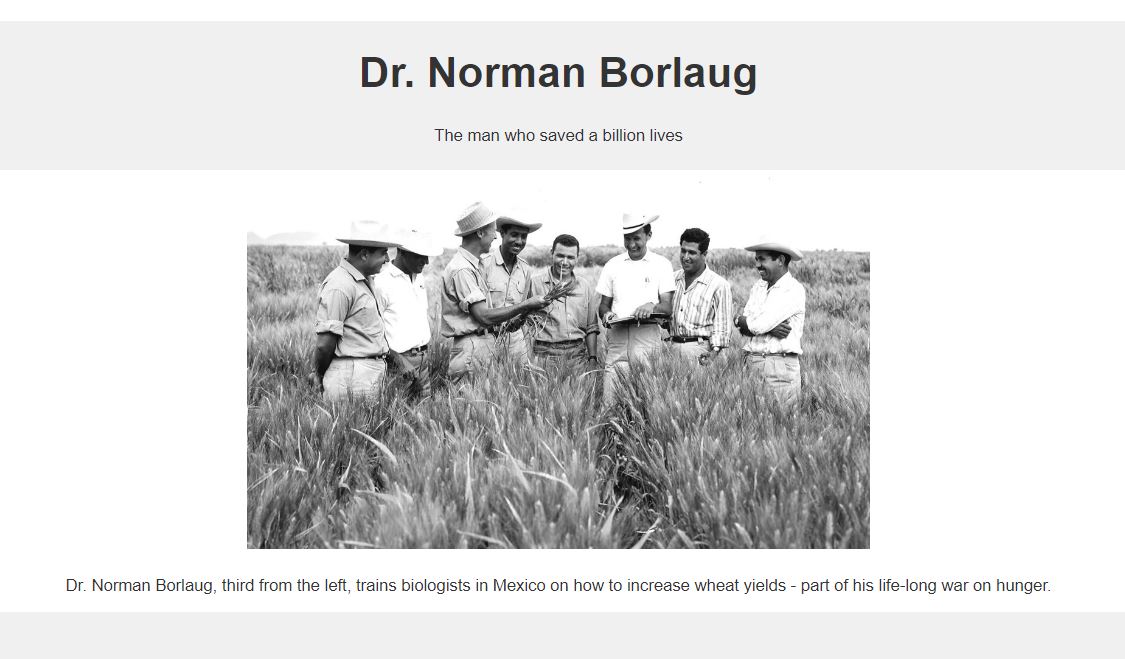 Dr. Norman Borlaug
The man who saved a billion lives
Dr. Norman Borlaug, third from the left, trains biologists in Mexico on how to increase wheat yields - part of his life-long war on hunger.